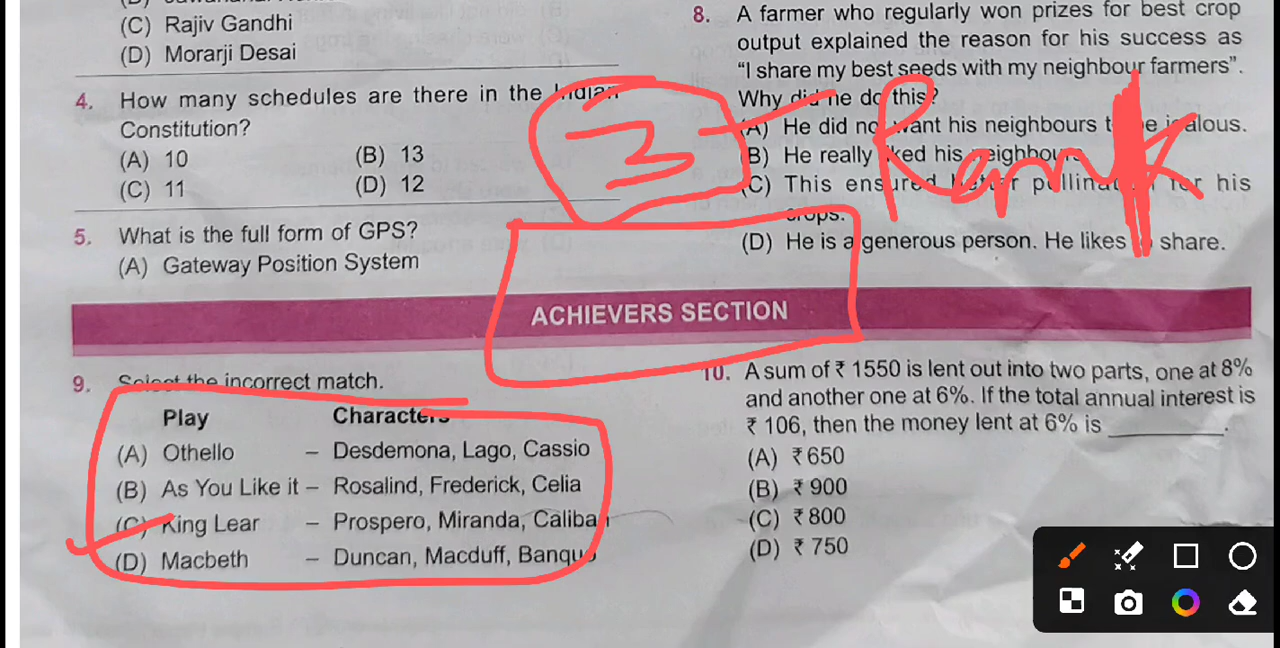 (C) Rajiv Gandhi
(D) Morarji Desai
4. How many schedules are there in the Indian
Constitution?
(A) 10 (B) 13
(C) 11 (D) 12
5. What is the full form of GPS?
(A) Gateway Position System
8. A farmer who regularly won prizes for best crop
output explained the reason for his success as
“I share my best seeds with my neighbour farmers”.
Why did he do this?
(A) He did not want his neighbours to be jealous.
(B) He really liked his neighbours.
(C) This ensured better pollination for his
crops.
(D) He is a generous person. He likes to share.
3 - Rank
ACHIEVERS SECTION
9. Select the incorrect match.
Play Characters
(A) Othello – Desdemona, Lago, Cassio
(B) As You Like it – Rosalind, Frederick, Celia
(C) King Lear – Prospero, Miranda, Caliban
(D) Macbeth – Duncan, Macduff, Banquo
10. A sum of ₹ 1550 is lent out into two parts, one at 8%
and another one at 6%. If the total annual interest is
₹ 106, then the money lent at 6% is ________.
(A) ₹ 650
(B) ₹ 900
(C) ₹ 800
(D) ₹ 750